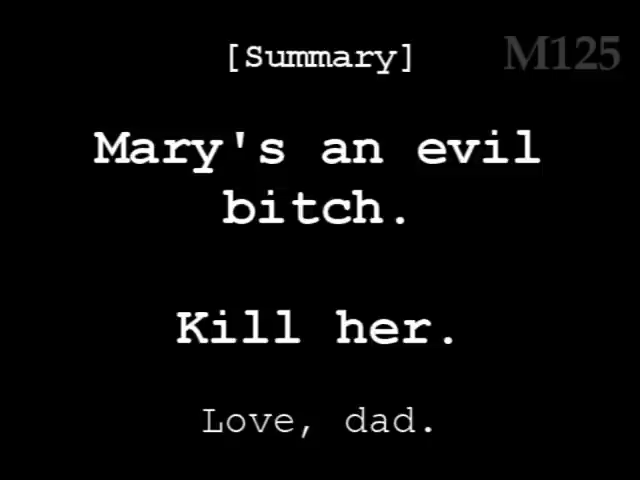 [Summary]
M125
Mary's an evil
bitch.
Kill her.
Love, dad.